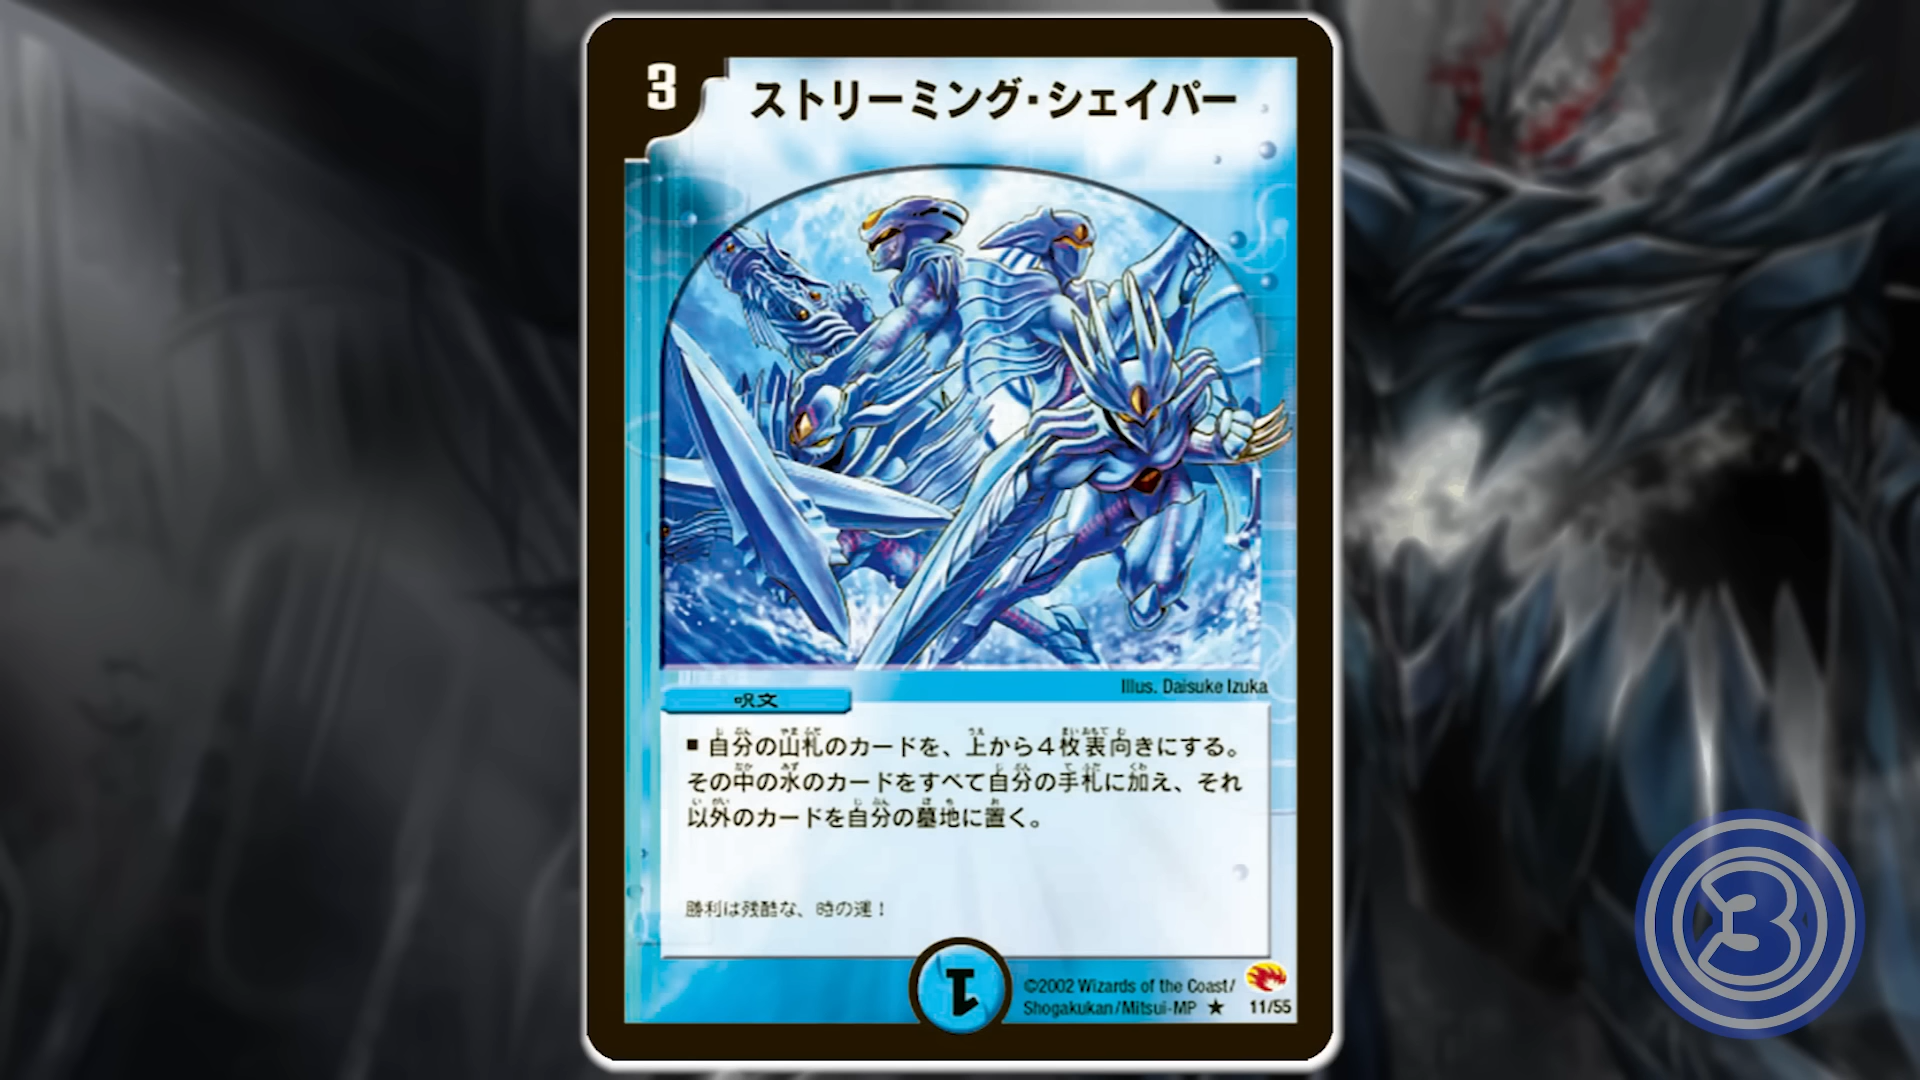 3
ストリーミング・シェイパー
Illus. Daisuke Izuka
呪文
■ 自分の山札のカードを、上から４枚表向きにする。
その中の水のカードをすべて自分の手札に加え、それ
以外のカードを自分の墓地に置く。
勝利は残酷な、時の運！
1
©2002 Wizards of the Coast/
Shogakukan/Mitsui-MP ★ 11/55
3